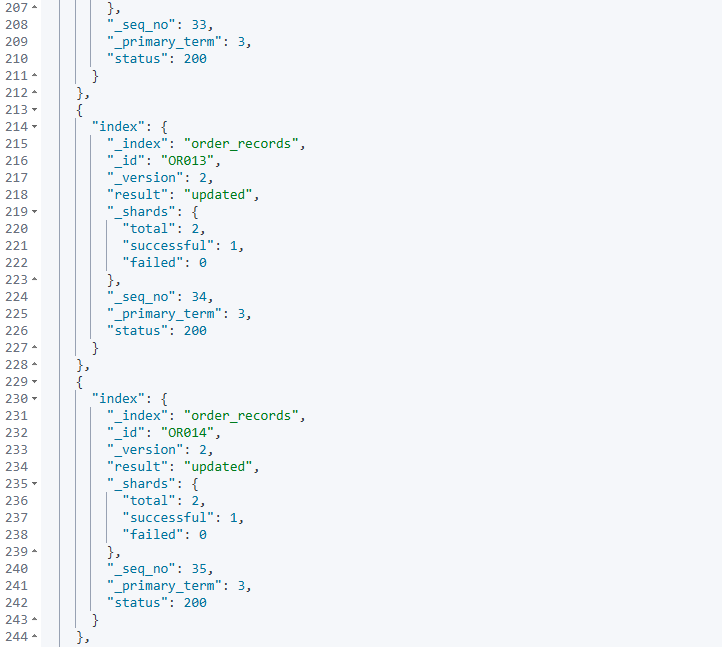 207 },
208 "_seq_no": 33,
209 "_primary_term": 3,
210 "status": 200
211 }
212 },
213 {
214 "index": {
215 "_index": "order_records",
216 "_id": "OR013",
217 "_version": 2,
218 "result": "updated",
219 "_shards": {
220 "total": 2,
221 "successful": 1,
222 "failed": 0
223 },
224 "_seq_no": 34,
225 "_primary_term": 3,
226 "status": 200
227 }
228 },
229 {
230 "index": {
231 "_index": "order_records",
232 "_id": "OR014",
233 "_version": 2,
234 "result": "updated",
235 "_shards": {
236 "total": 2,
237 "successful": 1,
238 "failed": 0
239 },
240 "_seq_no": 35,
241 "_primary_term": 3,
242 "status": 200
243 }
244 },